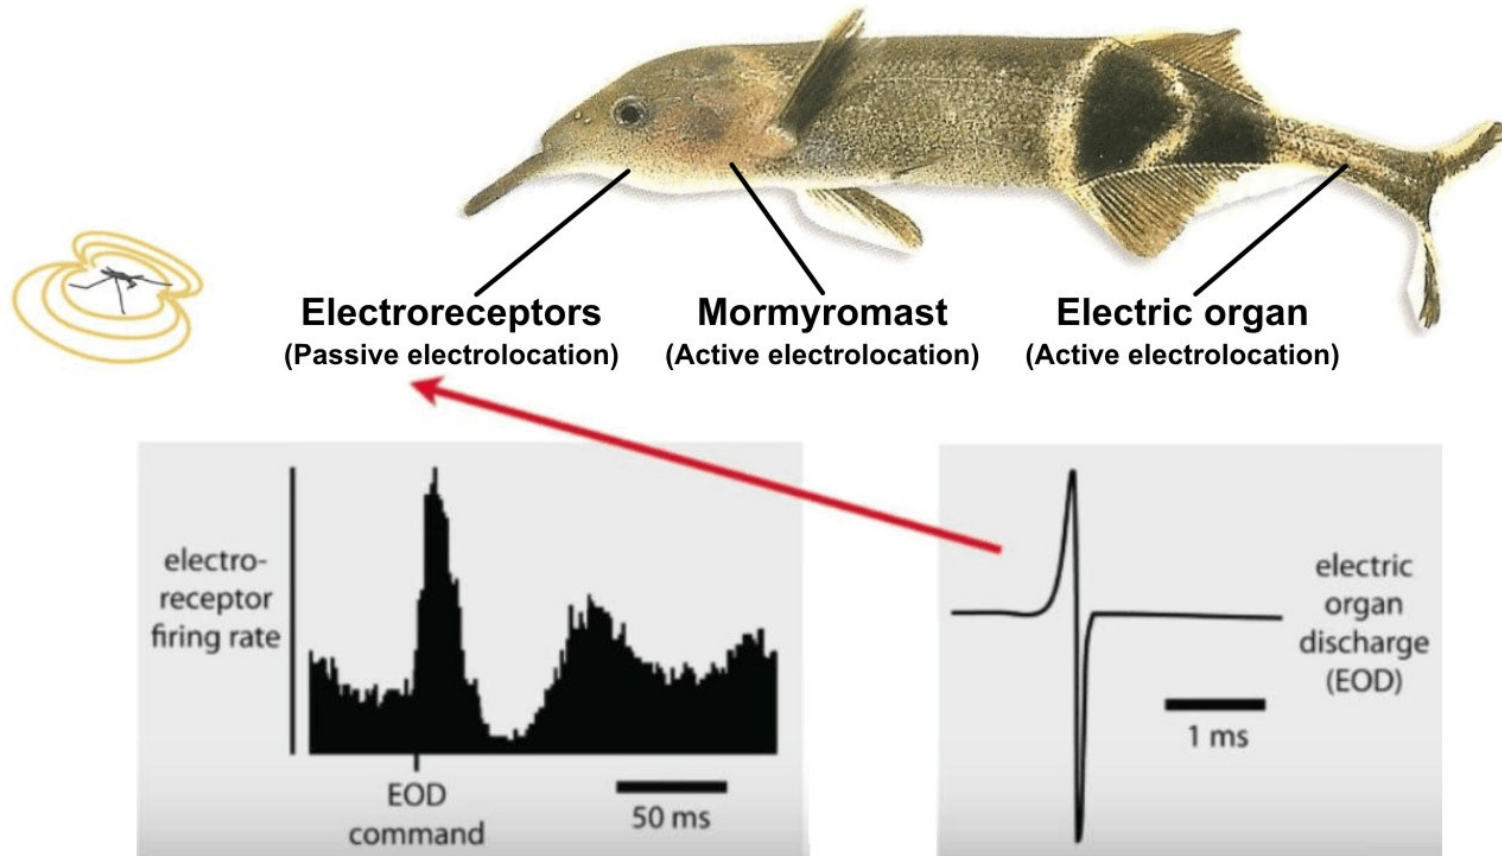 Electroreceptors
(Passive electrolocation)
Mormyromast
(Active electrolocation)
Electric organ
(Active electrolocation)
electro-
receptor
firing rate
EOD
command
50 ms
electric
organ
discharge
(EOD)
1 ms